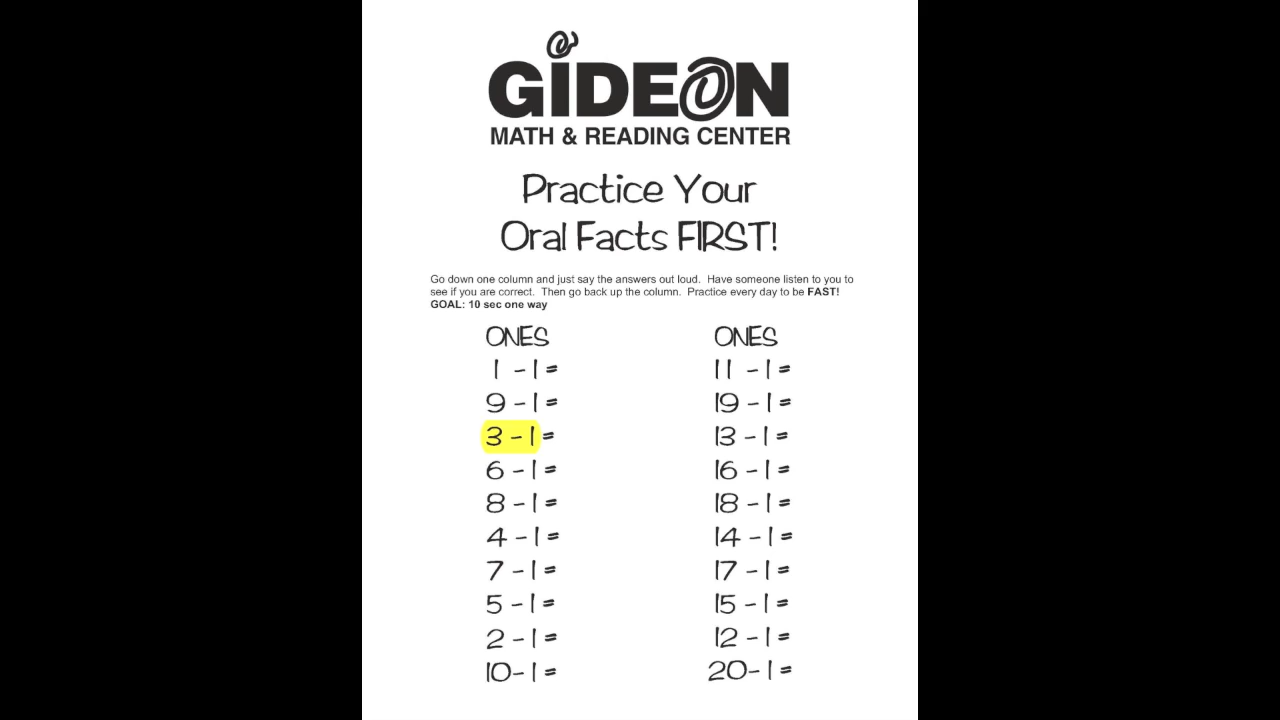 GIDEON
MATH & READING CENTER
Practice Your
Oral Facts FIRST!
Go down one column and just say the answers out loud. Have someone listen to you to
see if you are correct. Then go back up the column. Practice every day to be FAST!
GOAL: 10 sec one way
ONES
1 - 1 =
9 - 1 =
3 - 1 =
6 - 1 =
8 - 1 =
4 - 1 =
7 - 1 =
5 - 1 =
2 - 1 =
10 - 1 =
ONES
11 - 1 =
19 - 1 =
13 - 1 =
16 - 1 =
18 - 1 =
14 - 1 =
17 - 1 =
15 - 1 =
12 - 1 =
20 - 1 =